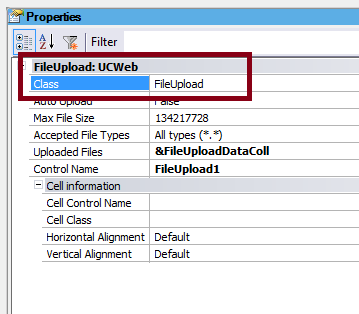 Properties
Filter
FileUpload: UCWeb
Class FileUpload
Auto Upload False
Max File Size 134217728
Accepted File Types All types (*.*)
Uploaded Files &FileUploadDataColl
Control Name FileUpload1
Cell information
Cell Control Name
Cell Class
Horizontal Alignment Default
Vertical Alignment Default